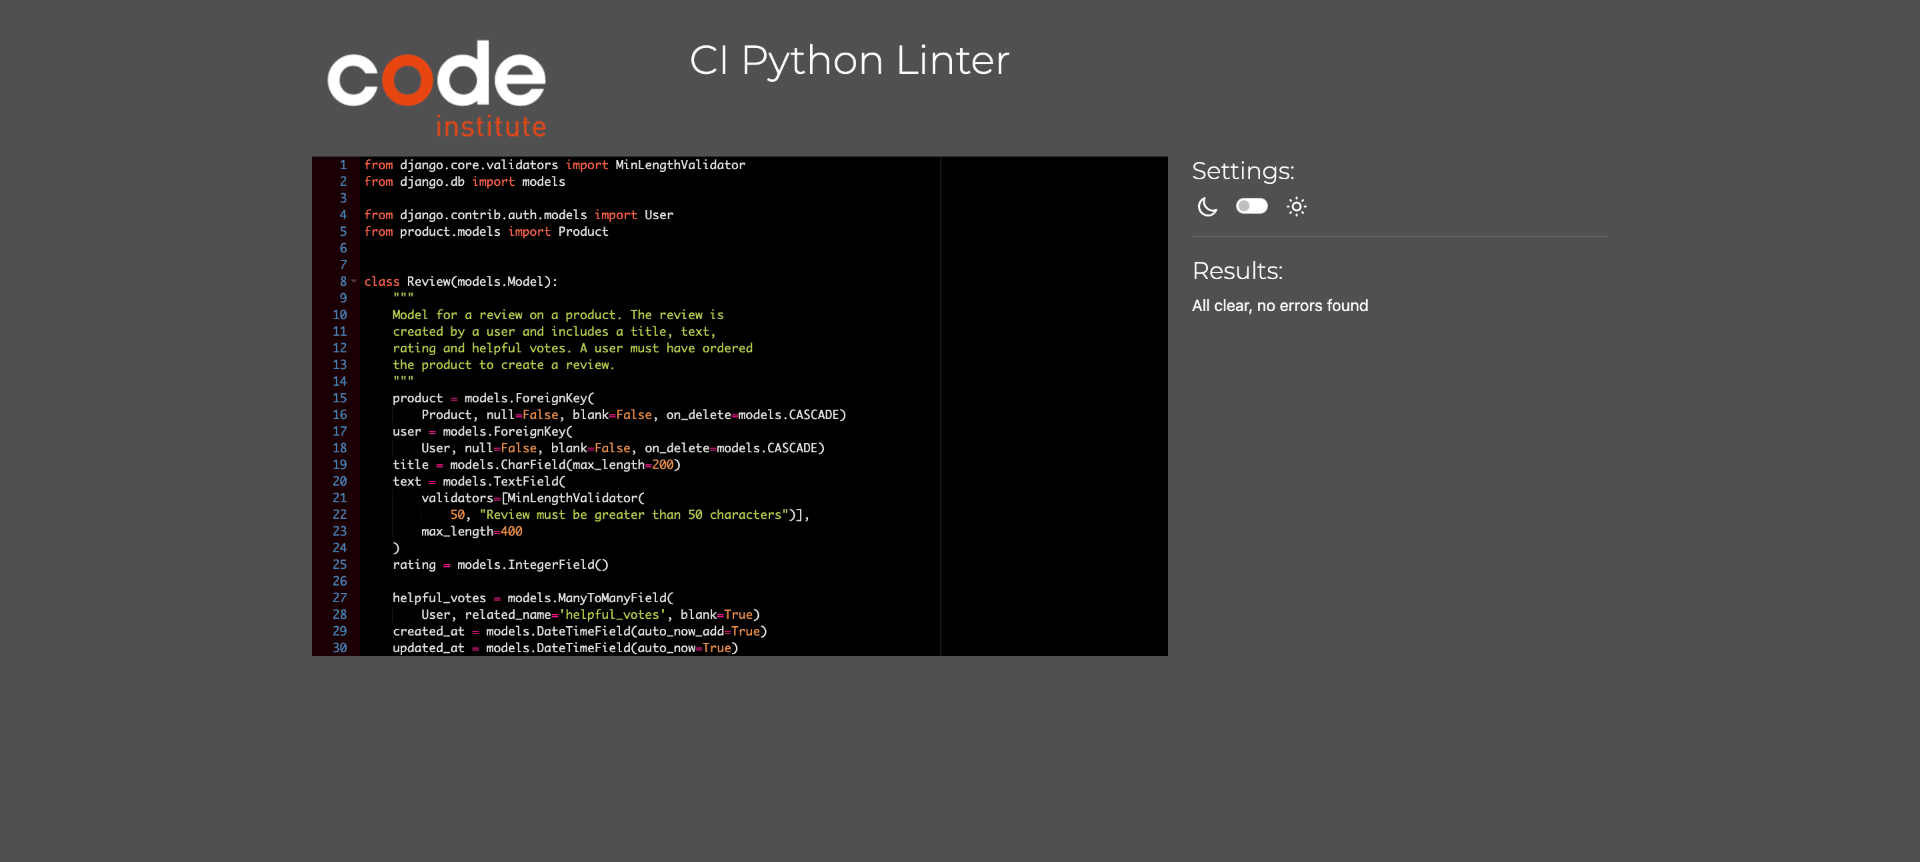 code
institute
CI Python Linter
1 from django.core.validators import MinLengthValidator
2 from django.db import models
3
4 from django.contrib.auth.models import User
5 from product.models import Product
6
7
8 class Review(models.Model):
9     """
10     Model for a review on a product. The review is
11     created by a user and includes a title, text,
12     rating and helpful votes. A user must have ordered
13     the product to create a review.
14     """
15     product = models.ForeignKey(
16         Product, null=False, blank=False, on_delete=models.CASCADE)
17     user = models.ForeignKey(
18         User, null=False, blank=False, on_delete=models.CASCADE)
19     title = models.CharField(max_length=200)
20     text = models.TextField(
21         validators=[MinLengthValidator(
22             50, "Review must be greater than 50 characters")],
23         max_length=400
24     )
25     rating = models.IntegerField()
26
27     helpful_votes = models.ManyToManyField(
28         User, related_name='helpful_votes', blank=True)
29     created_at = models.DateTimeField(auto_now_add=True)
30     updated_at = models.DateTimeField(auto_now=True)
Settings:
Results:
All clear, no errors found